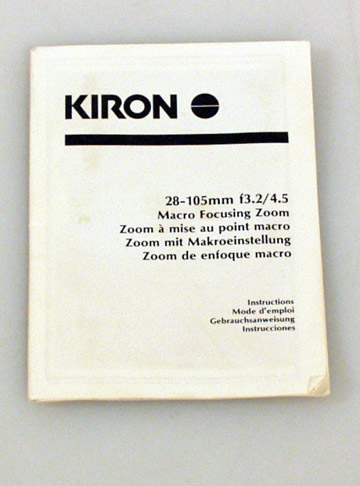 KIRON
28-105mm f3.2/4.5
Macro Focusing Zoom
Zoom à mise au point macro
Zoom mit Makroeinstellung
Zoom de enfoque macro
Instructions
Mode d'emploi
Gebrauchsanweisung
Instrucciones